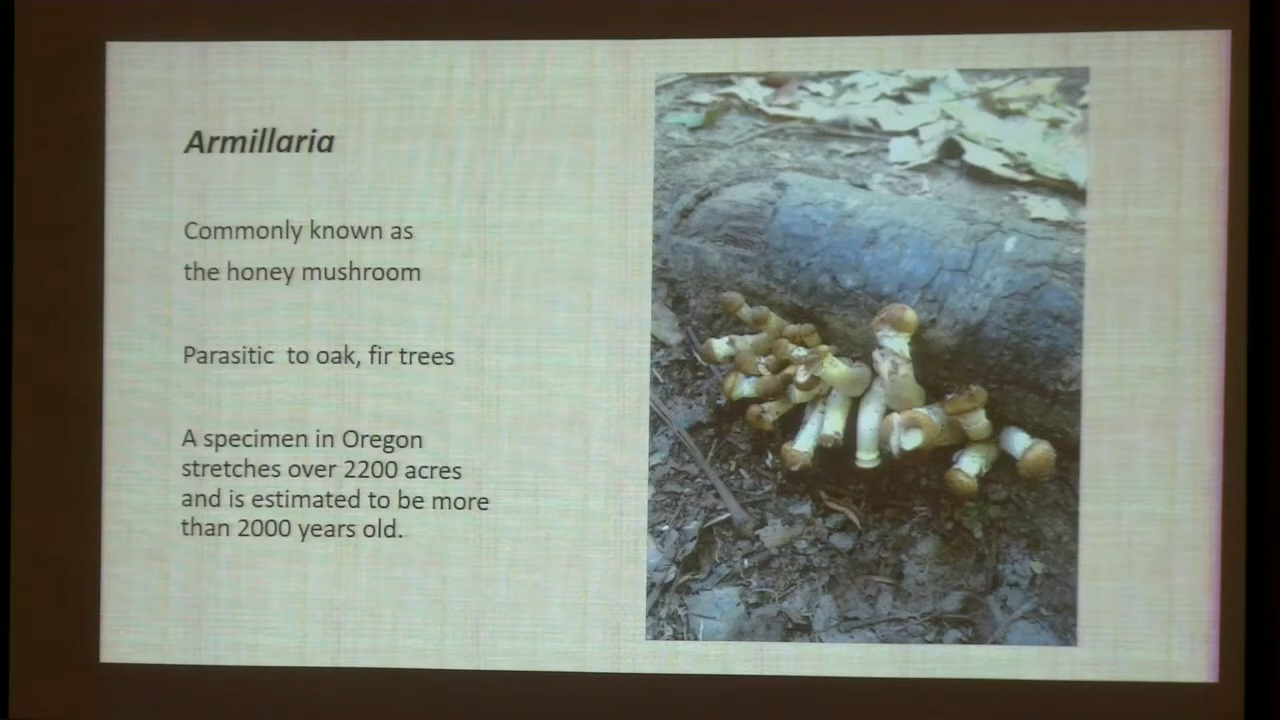 Armillaria
Commonly known as
the honey mushroom
Parasitic  to oak, fir trees
A specimen in Oregon
stretches over 2200 acres
and is estimated to be more
than 2000 years old.